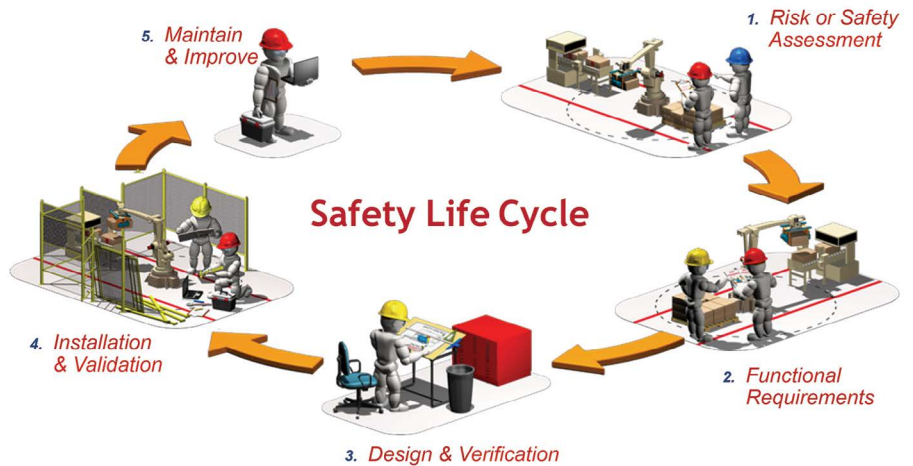 5. Maintain
& Improve
1. Risk or Safety
Assessment
Safety Life Cycle
4. Installation
& Validation
2. Functional
Requirements
3. Design & Verification